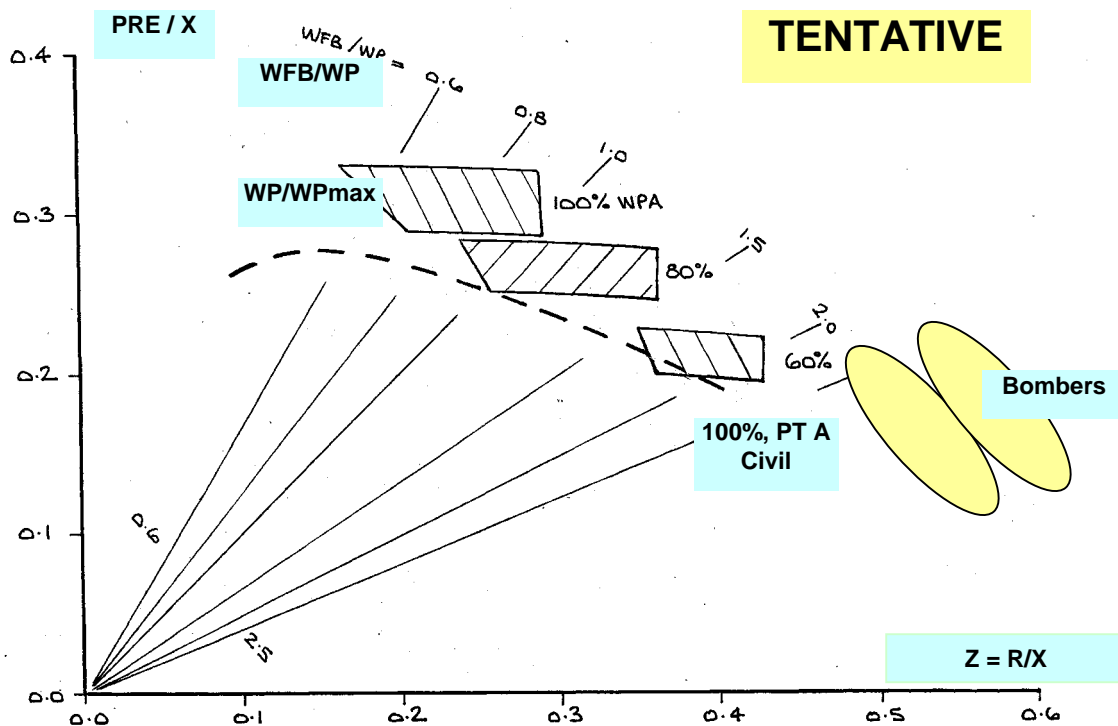 PRE / X
TENTATIVE
0.4
WFB/WP =
0.6
WFB/WP
0.8
1.0
0.3
WP/WPmax
100% WPA
1.5
80%
2.0
0.2
60%
Bombers
100%, PT A
Civil
0.1
0.6
2.5
Z = R/X
0.0
0.0
0.1
0.2
0.3
0.4
0.5
0.6